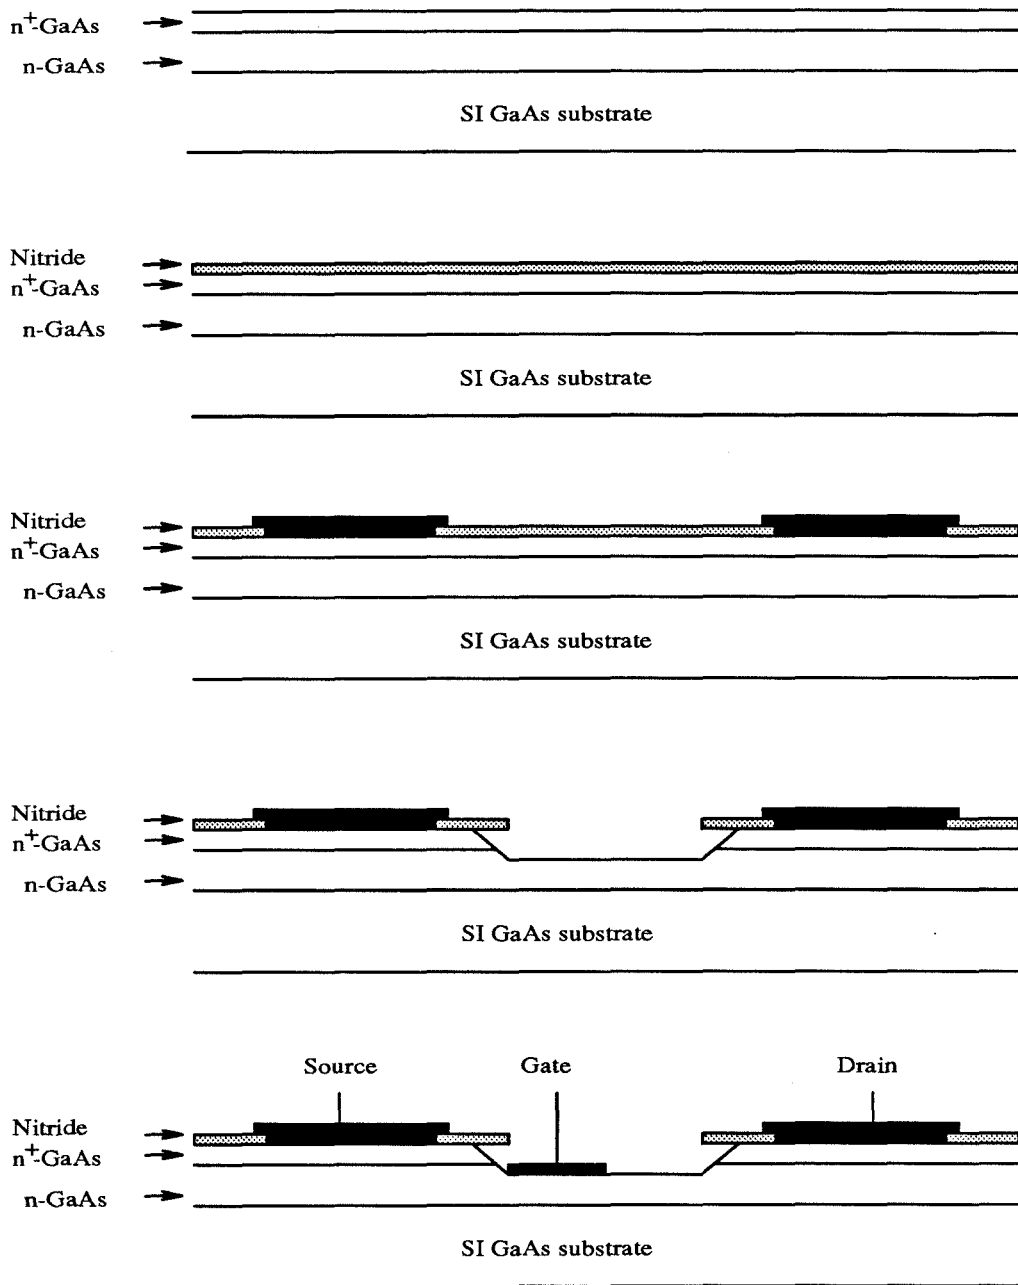 n⁺-GaAs
n-GaAs
SI GaAs substrate
Nitride
n⁺-GaAs
n-GaAs
SI GaAs substrate
Nitride
n⁺-GaAs
n-GaAs
SI GaAs substrate
Nitride
n⁺-GaAs
n-GaAs
SI GaAs substrate
Source Gate Drain
Nitride
n⁺-GaAs
n-GaAs
SI GaAs substrate